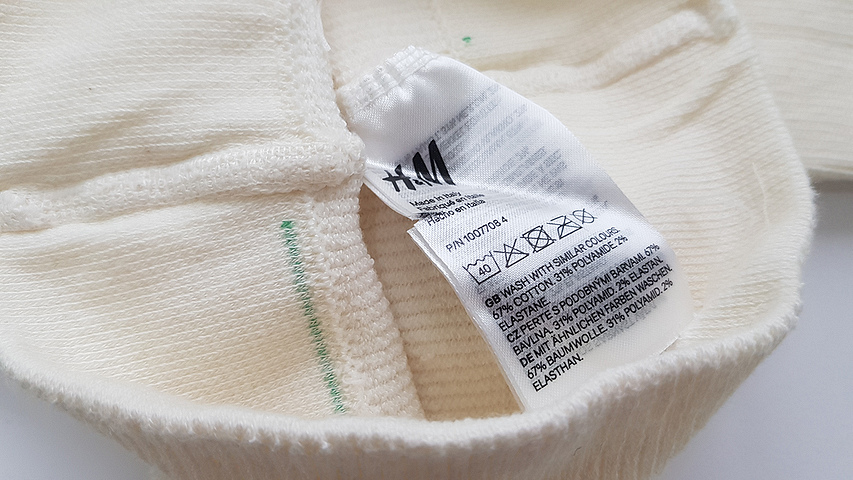 H&M
Made in Italy
Fabriqué en Italie
Hecho en Italia
P/N 1007708 4
40
GB WASH WITH SIMILAR COLOURS.
67% COTTON. 31% POLYAMIDE. 2%
ELASTANE.
CZ PERTE S PODOBNÝMI BARVAMI. 67%
BAVLNA. 31% POLYAMID. 2% ELASTAN.
DE MIT ÄHNLICHEN FARBEN WASCHEN.
67% BAUMWOLLE. 31% POLYAMID. 2%
ELASTHAN.